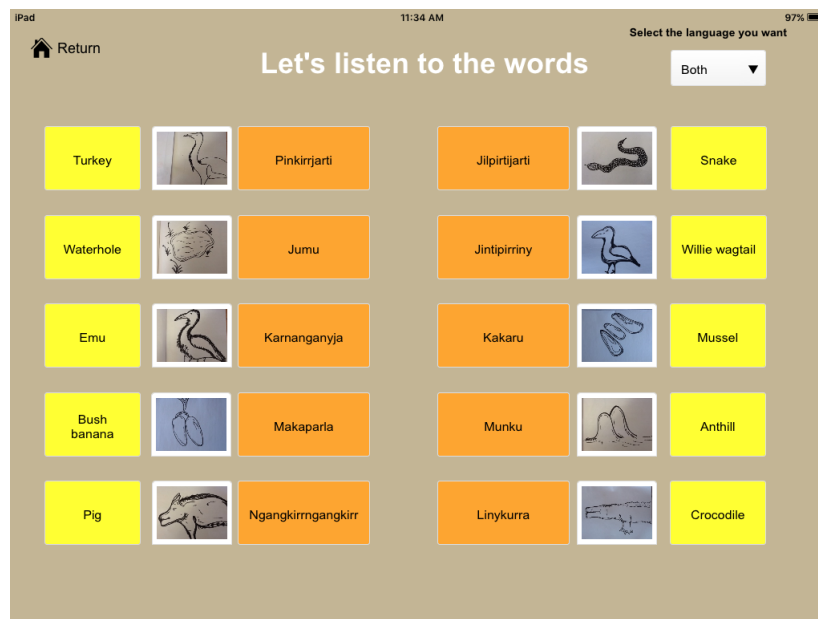 iPad
11:34 AM
97%
Select the language you want
Return
Let's listen to the words
Both
Turkey
Pinkirrjarti
Jilpirtijarti
Snake
Waterhole
Jumu
Jintipirriny
Willie wagtail
Emu
Karnanganyja
Kakaru
Mussel
Bush
banana
Makaparla
Munku
Anthill
Pig
Ngangkirrngangkirr
Linykurra
Crocodile